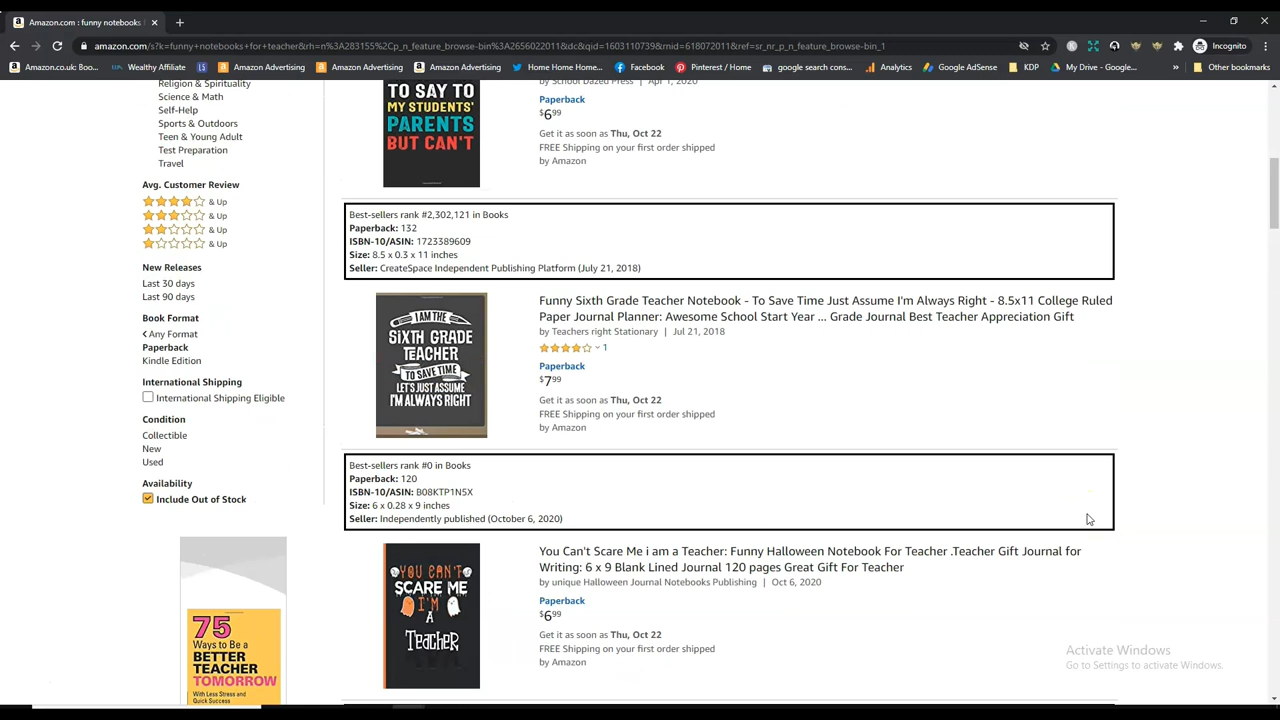 Amazon.com : funny notebooks f
Incognito
amazon.com/s?k=funny+notebooks+for+teacher&rh=n%3A283155%2Cp_n_feature_browse-bin%3A2656022011&dc&qid=1603110739&rnid=618072011&ref=sr_nr_p_n_feature_browse-bin_1
Amazon.co.uk: Boo...
Wealthy Affiliate
Amazon Advertising
Amazon Advertising
Amazon Advertising
Home Home Home...
Facebook
Pinterest / Home
google search cons...
Analytics
Google AdSense
KDP
My Drive - Google...
»
Other bookmarks
Religion & Spirituality
Science & Math
Self-Help
Sports & Outdoors
Teen & Young Adult
Test Preparation
Travel
Avg. Customer Review
& Up
& Up
& Up
& Up
New Releases
Last 30 days
Last 90 days
Book Format
Any Format
Paperback
Kindle Edition
International Shipping
International Shipping Eligible
Condition
Collectible
New
Used
Availability
Include Out of Stock
75
Ways to Be a
BETTER
TEACHER
TOMORROW
With Less Stress and
Quick Success
TO SAY TO
MY STUDENTS'
PARENTS
BUT CAN'T
by School Dazed Press | Apr 1, 2020
Paperback
$6 99
Get it as soon as Thu, Oct 22
FREE Shipping on your first order shipped
by Amazon
Best-sellers rank #2,302,121 in Books
Paperback: 132
ISBN-10/ASIN: 1723389609
Size: 8.5 x 0.3 x 11 inches
Seller: CreateSpace Independent Publishing Platform (July 21, 2018)
I AM THE
SIXTH GRADE
TEACHER
TO SAVE TIME
LET'S JUST ASSUME
I'M ALWAYS RIGHT
Funny Sixth Grade Teacher Notebook - To Save Time Just Assume I'm Always Right - 8.5x11 College Ruled
Paper Journal Planner: Awesome School Start Year ... Grade Journal Best Teacher Appreciation Gift
by Teachers right Stationary | Jul 21, 2018
1
Paperback
$7 99
Get it as soon as Thu, Oct 22
FREE Shipping on your first order shipped
by Amazon
Best-sellers rank #0 in Books
Paperback: 120
ISBN-10/ASIN: B08KTP1N5X
Size: 6 x 0.28 x 9 inches
Seller: Independently published (October 6, 2020)
YOU CAN'T
SCARE ME
I'M
A
TEACHER
You Can't Scare Me i am a Teacher: Funny Halloween Notebook For Teacher .Teacher Gift Journal for
Writing: 6 x 9 Blank Lined Journal 120 pages Great Gift For Teacher
by unique Halloween Journal Notebooks Publishing | Oct 6, 2020
Paperback
$6 99
Get it as soon as Thu, Oct 22
FREE Shipping on your first order shipped
by Amazon
Activate Windows
Go to Settings to activate Windows.